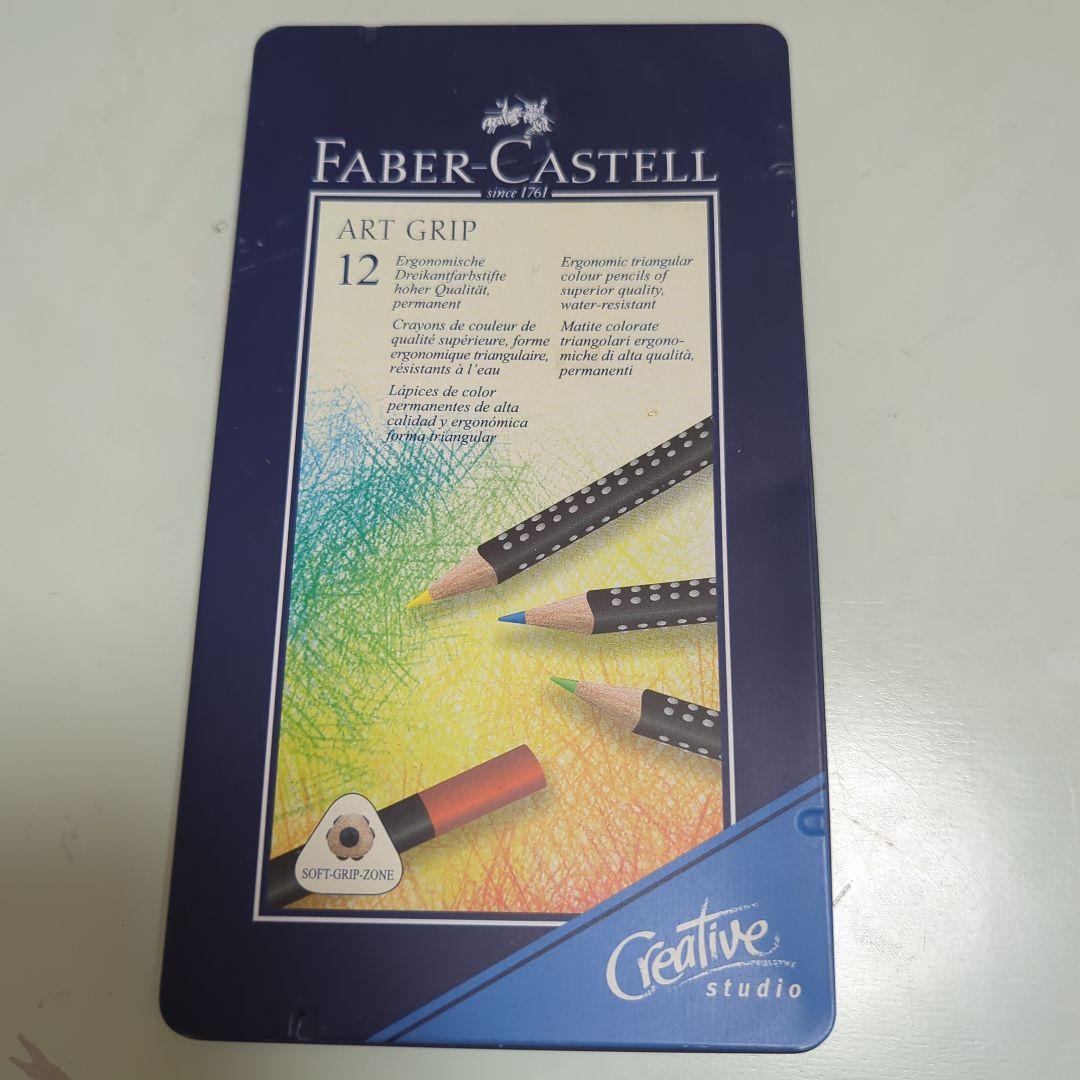 FABER-CASTELL
since 1761
ART GRIP
12
Ergonomische
Dreikantfarbstifte
hoher Qualität,
permanent
Ergonomic triangular
colour pencils of
superior quality,
water-resistant
Crayons de couleur de
qualité supérieure, forme
ergonomique triangulaire,
résistants à l'eau
Matite colorate
triangolari ergono-
miche di alta qualità,
permanenti
Lápices de color
permanentes de alta
calidad y ergonómica
forma triangular
SOFT-GRIP-ZONE
Creative
studio